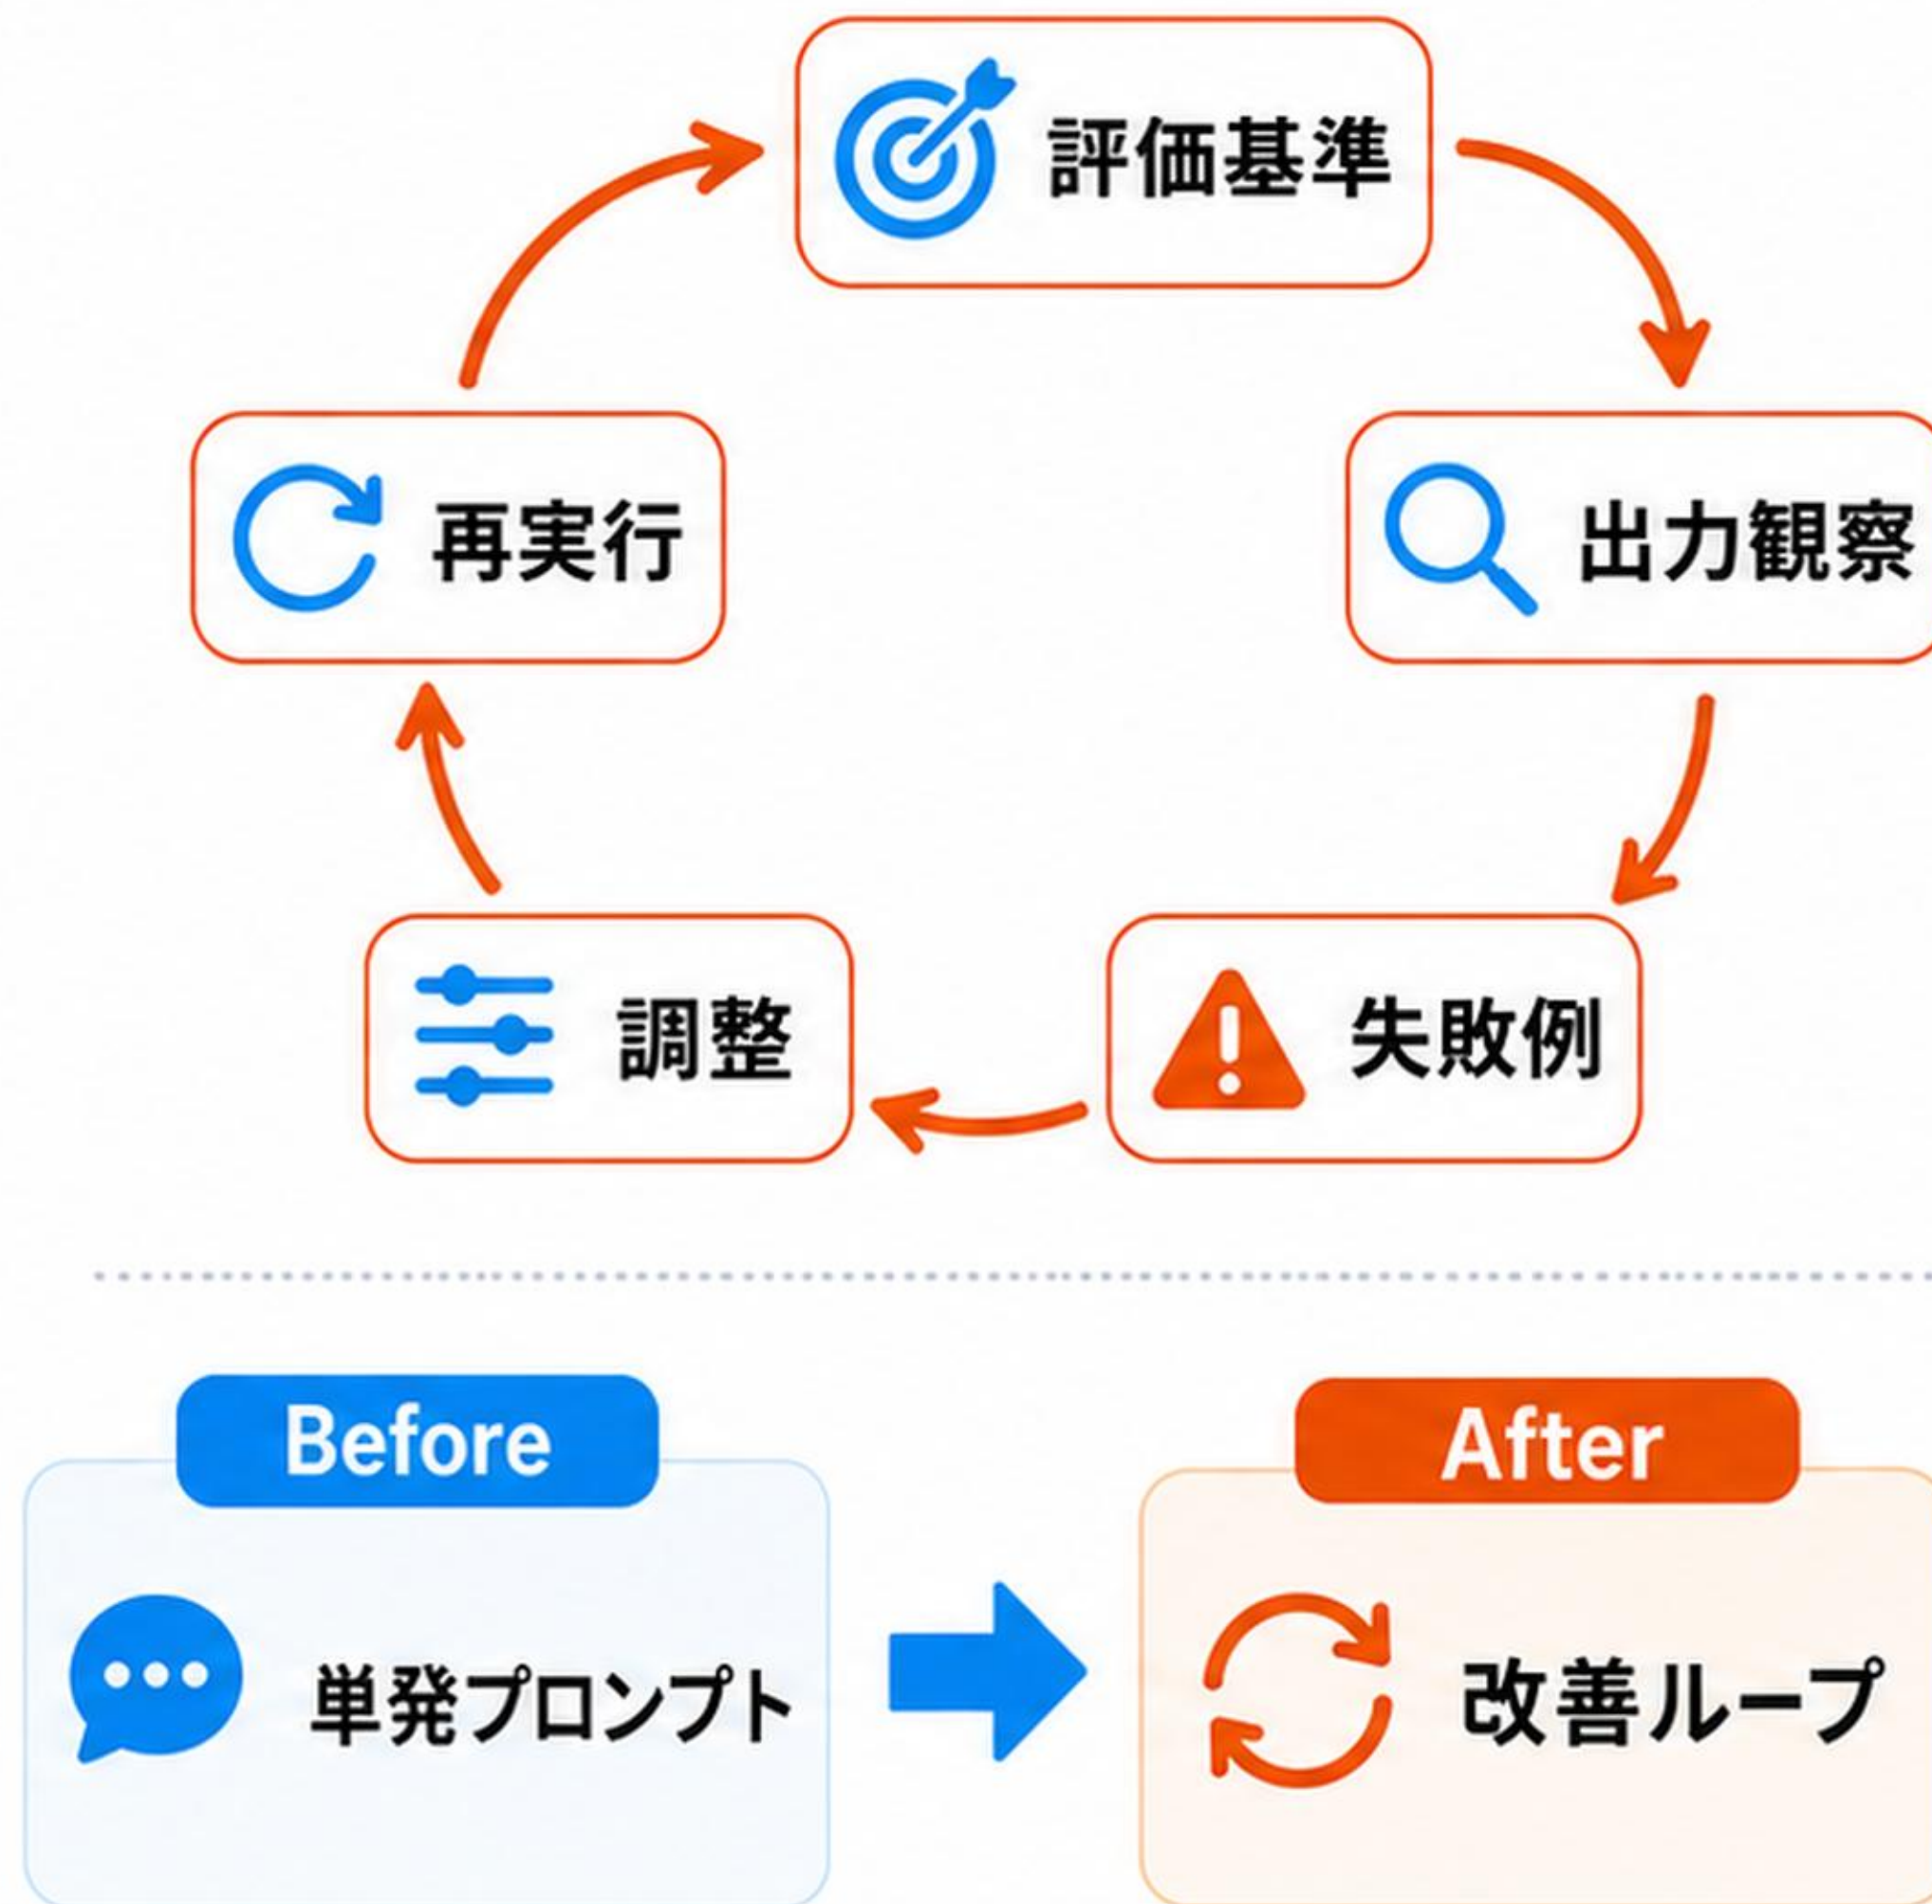 評価基準
再実行
出力観察
調整
失敗例
Before
After
単発プロンプト
改善ループ